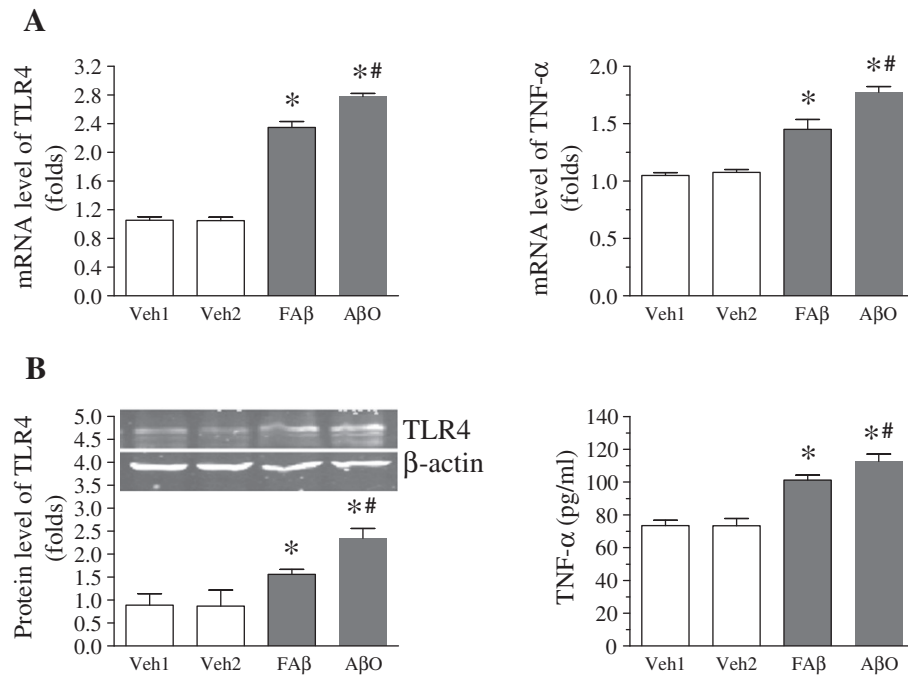 A
mRNA level of TLR4
(folds)
3.2
2.8
2.4
2.0
1.6
1.2
0.8
0.4
0.0
*
*#
Veh1 Veh2 FAβ AβO
mRNA level of TNF-α
(folds)
2.0
1.5
1.0
0.5
0.0
*
*#
Veh1 Veh2 FAβ AβO
B
Protein level of TLR4
(folds)
5.0
4.5
4.0
3.5
3.0
2.5
2.0
1.5
1.0
0.5
0.0
TLR4
β-actin
*
*#
Veh1 Veh2 FAβ AβO
TNF-α (pg/ml)
140
120
100
80
60
40
20
0
*
*#
Veh1 Veh2 FAβ AβO